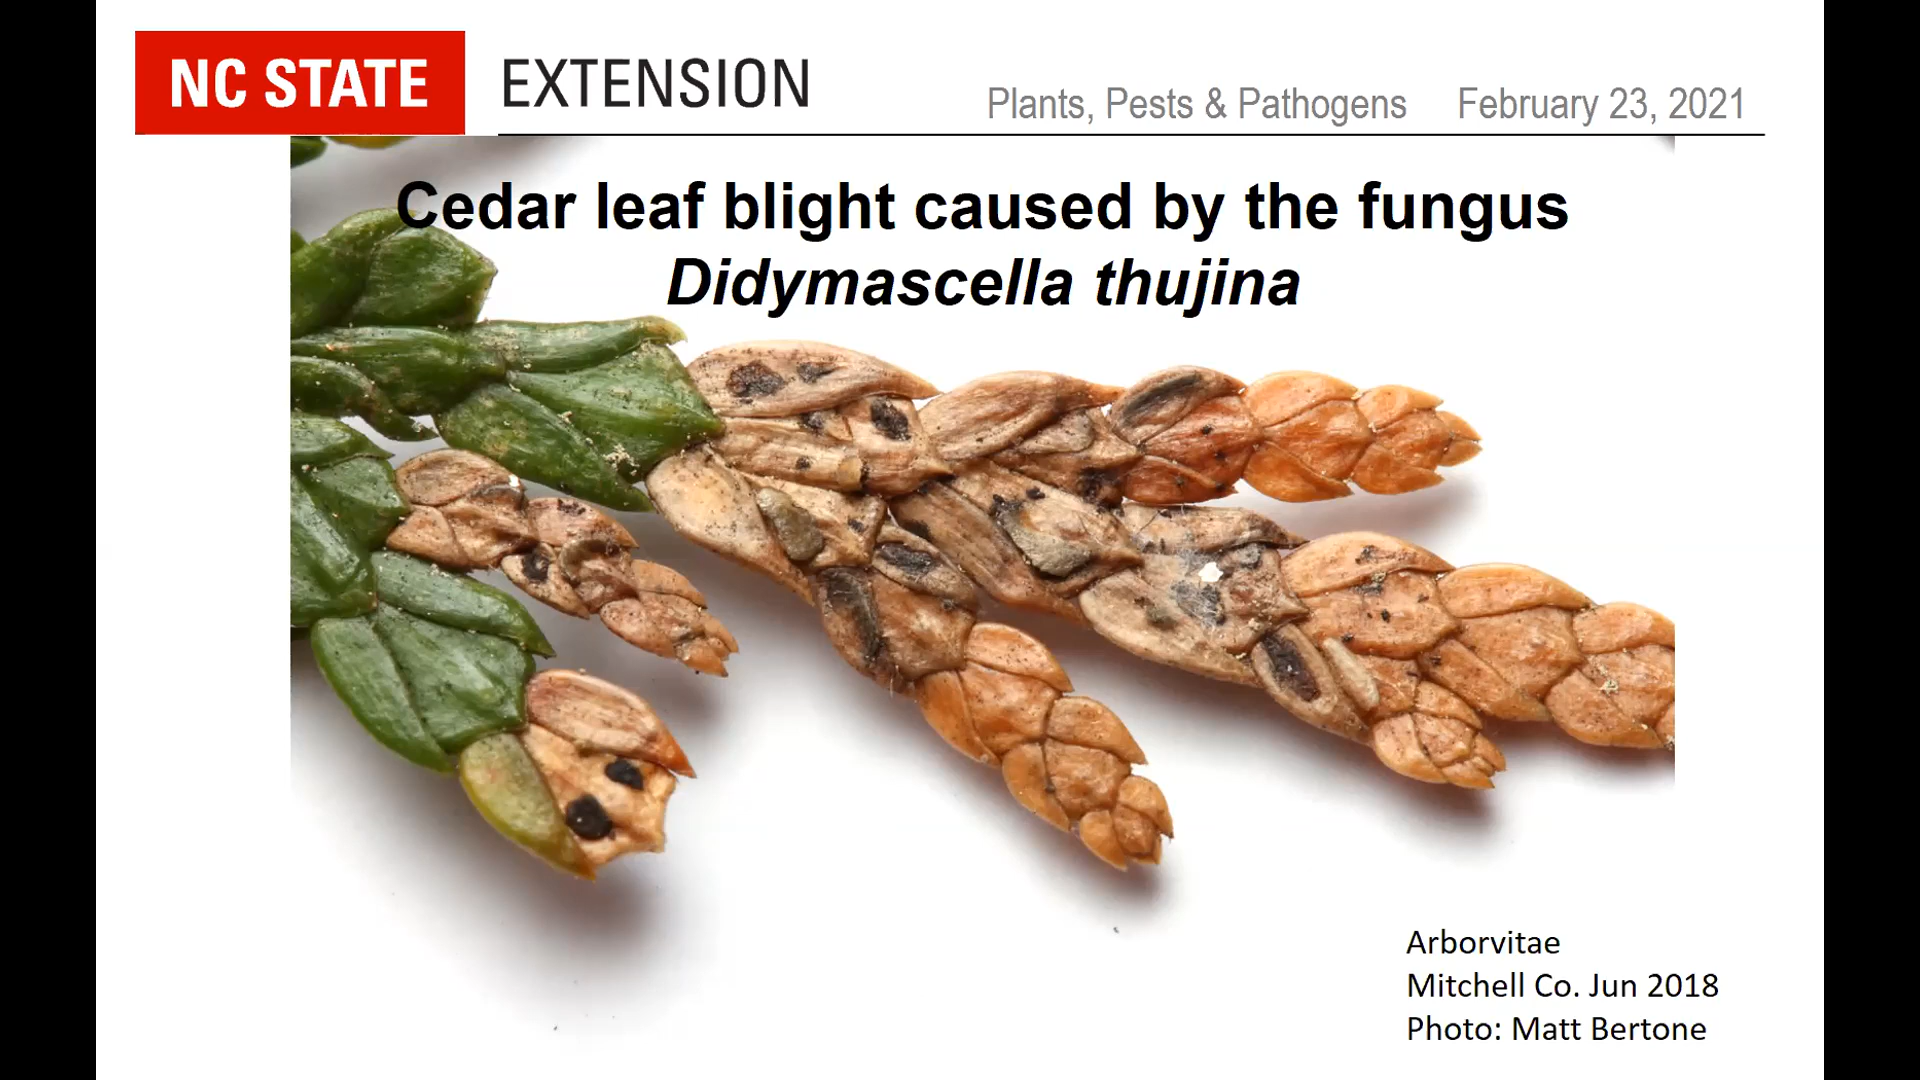 NC STATE EXTENSION
Plants, Pests & Pathogens February 23, 2021
Cedar leaf blight caused by the fungus
Didymascella thujina
Arborvitae
Mitchell Co. Jun 2018
Photo: Matt Bertone